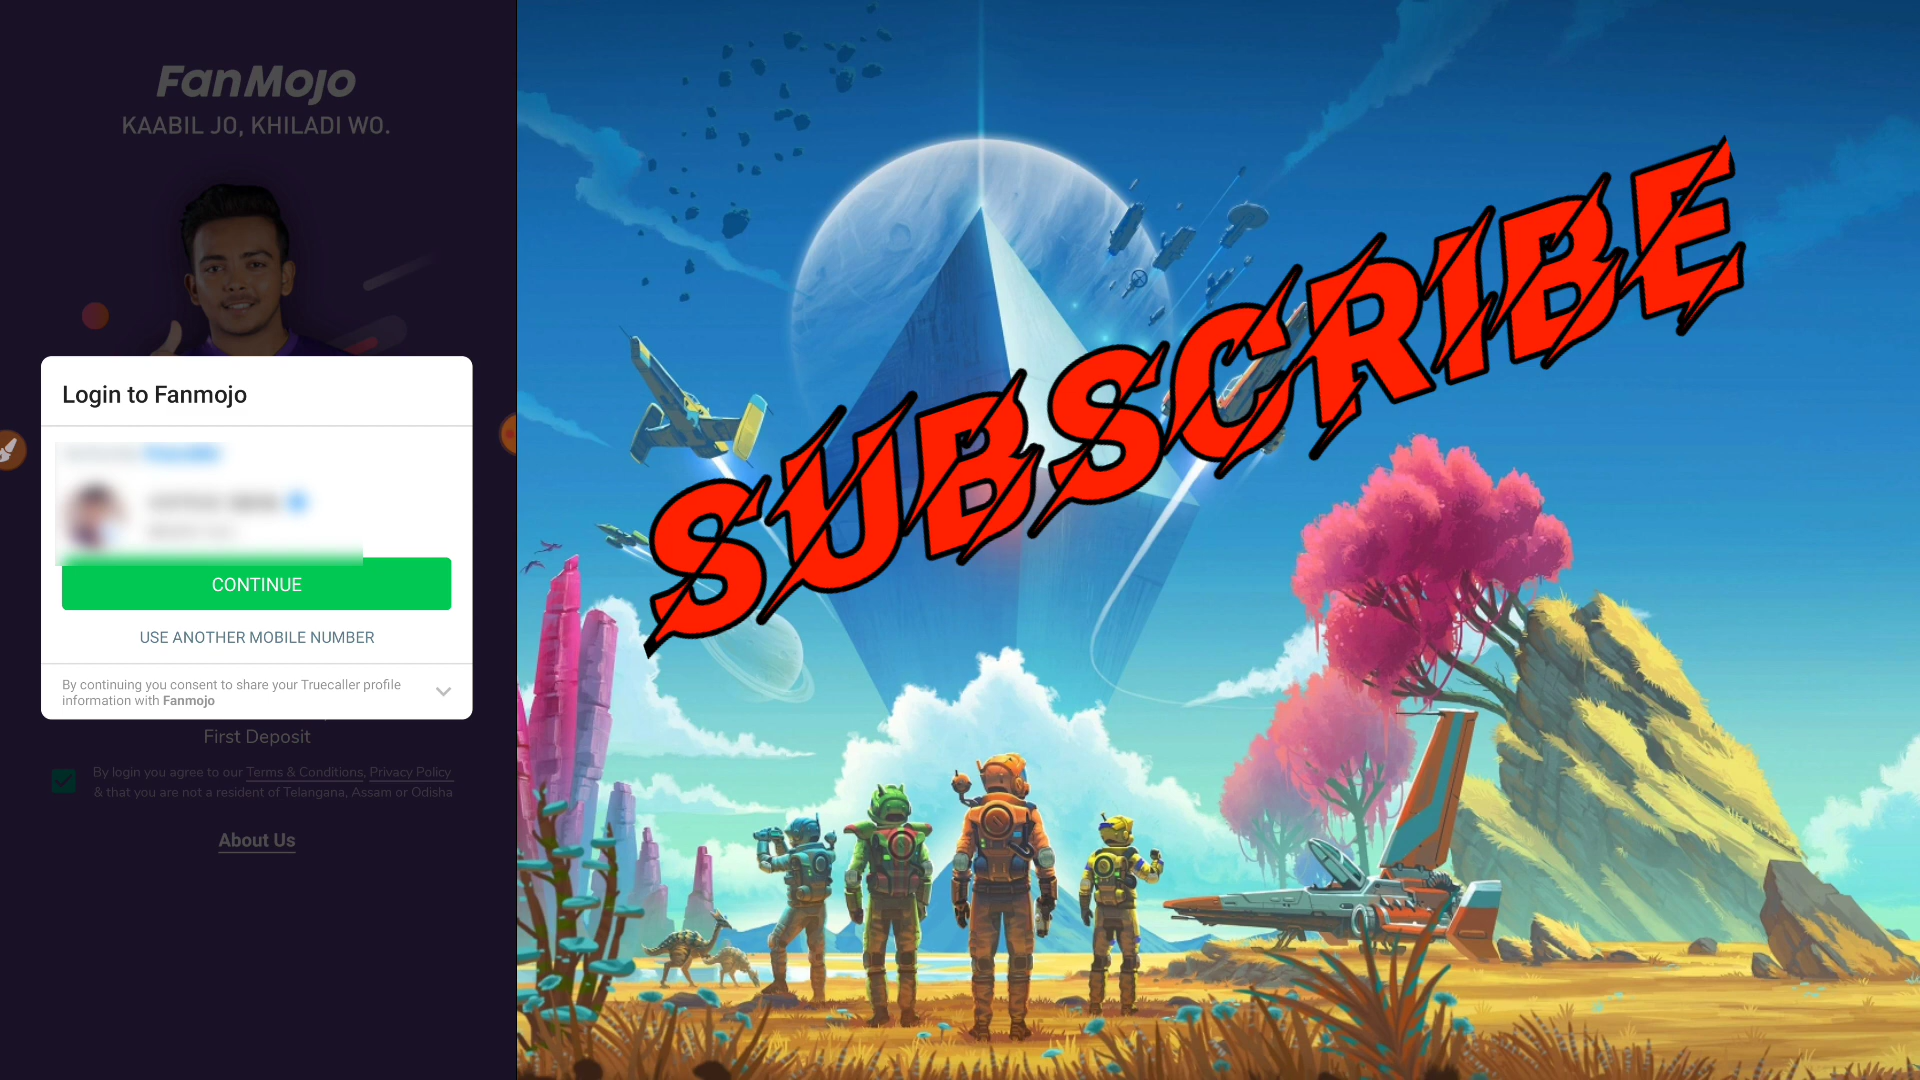 FanMojo
KAABIL JO, KHILADI WO.
Login to Fanmojo
CONTINUE
USE ANOTHER MOBILE NUMBER
By continuing you consent to share your Truecaller profile
information with Fanmojo
First Deposit
By login you agree to our Terms & Conditions, Privacy Policy
& that you are not a resident of Telangana, Assam or Odisha
About Us
SUBSCRIBE